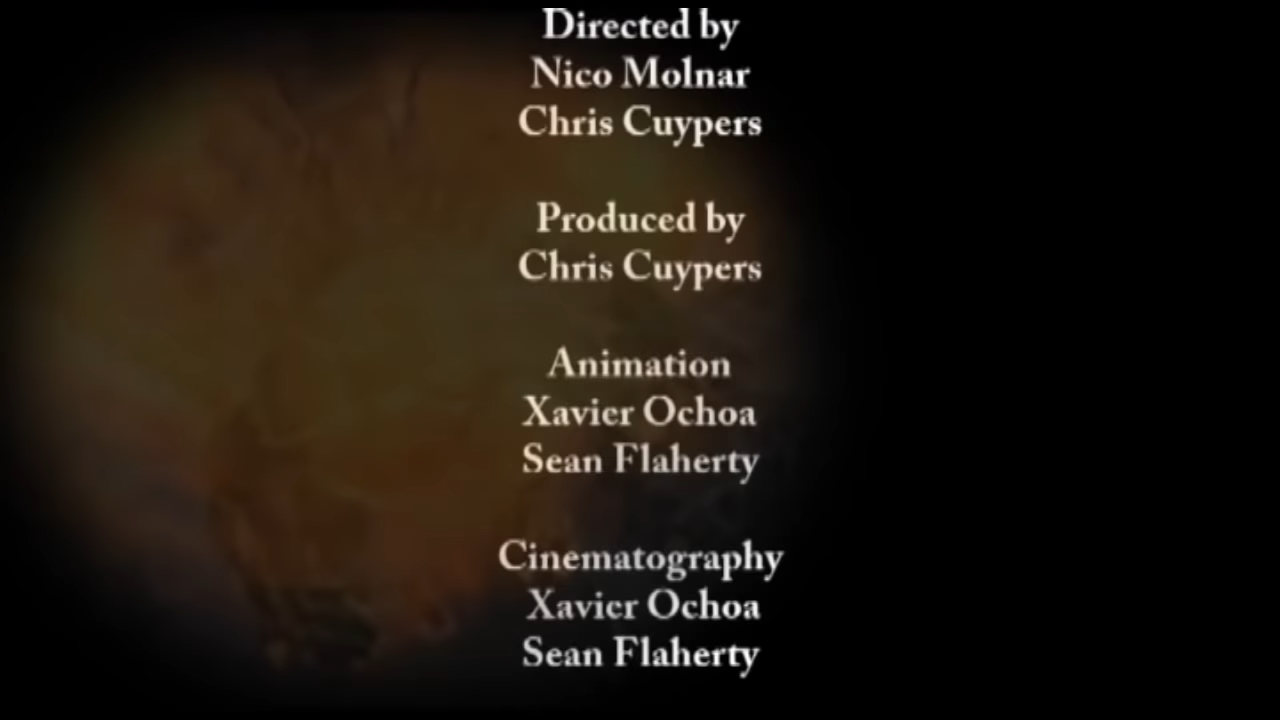 Directed by
Nico Molnar
Chris Cuypers
Produced by
Chris Cuypers
Animation
Xavier Ochoa
Sean Flaherty
Cinematography
Xavier Ochoa
Sean Flaherty